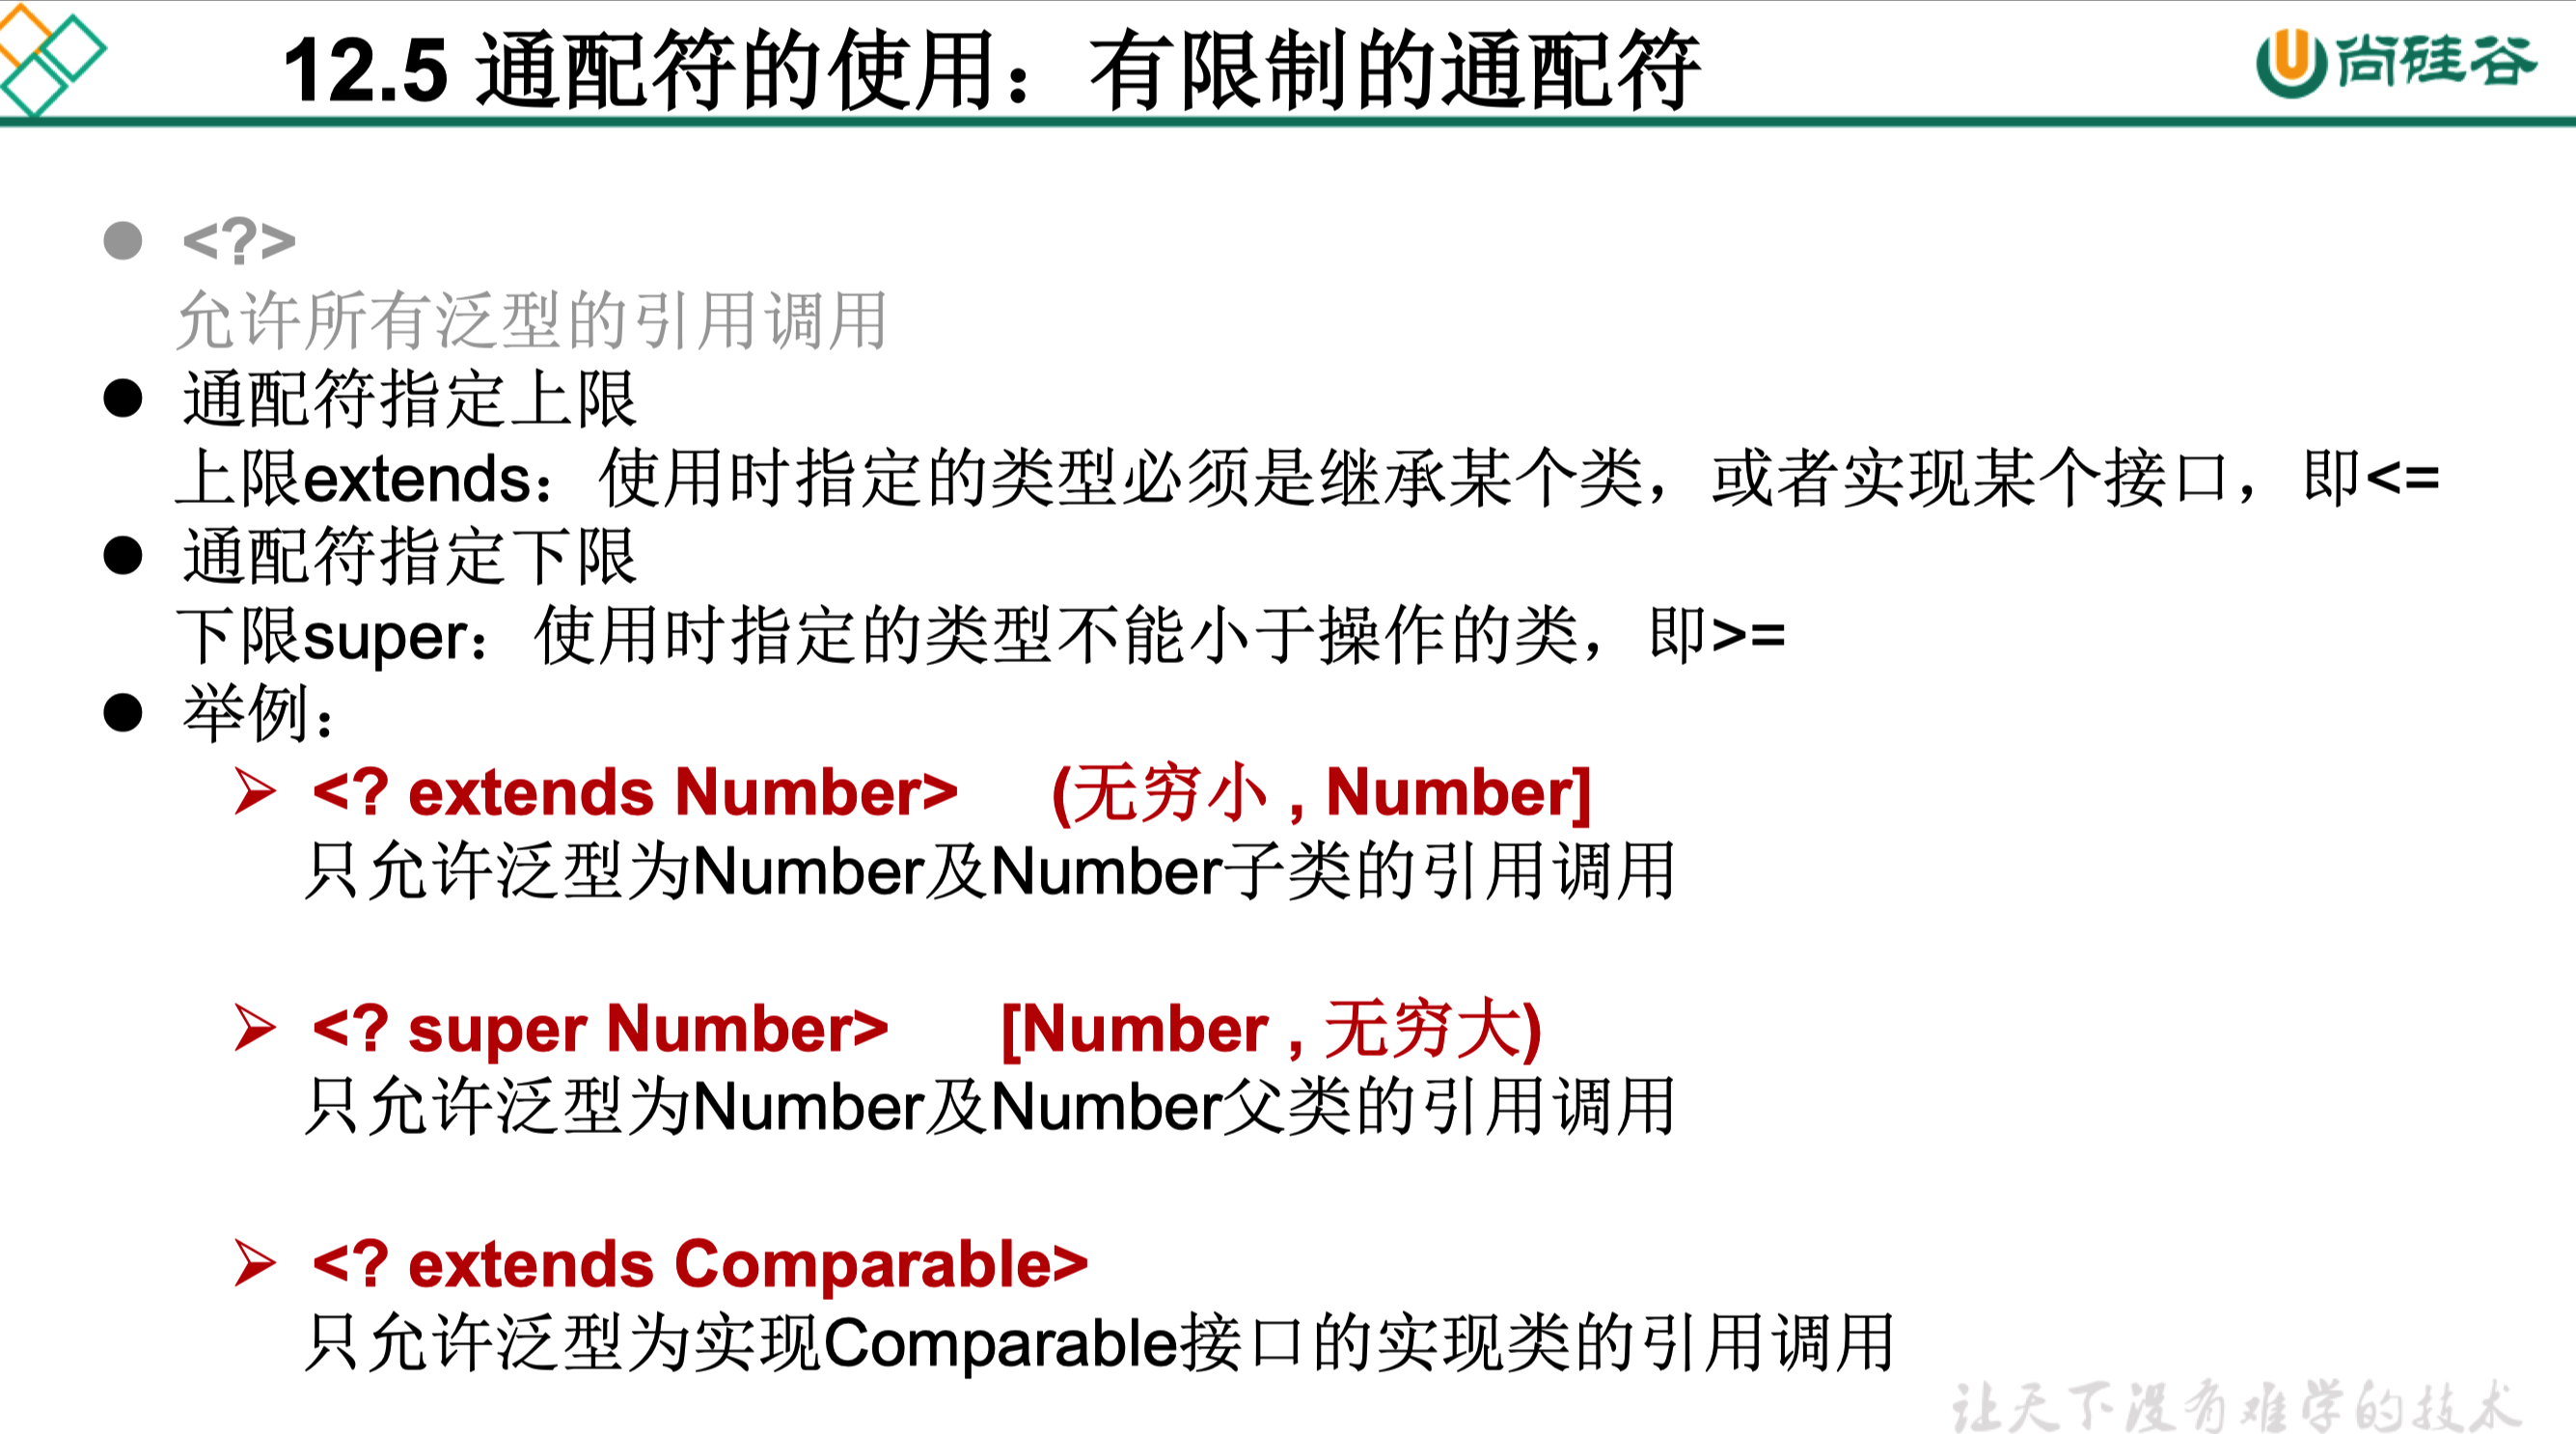 12.5 通配符的使用：有限制的通配符
尚硅谷
<?>
允许所有泛型的引用调用
通配符指定上限
上限extends：使用时指定的类型必须是继承某个类，或者实现某个接口，即<=
通配符指定下限
下限super：使用时指定的类型不能小于操作的类，即>=
举例：
<? extends Number> (无穷小 , Number]
只允许泛型为Number及Number子类的引用调用
<? super Number> [Number , 无穷大)
只允许泛型为Number及Number父类的引用调用
<? extends Comparable>
只允许泛型为实现Comparable接口的实现类的引用调用
让天下没有难学的技术